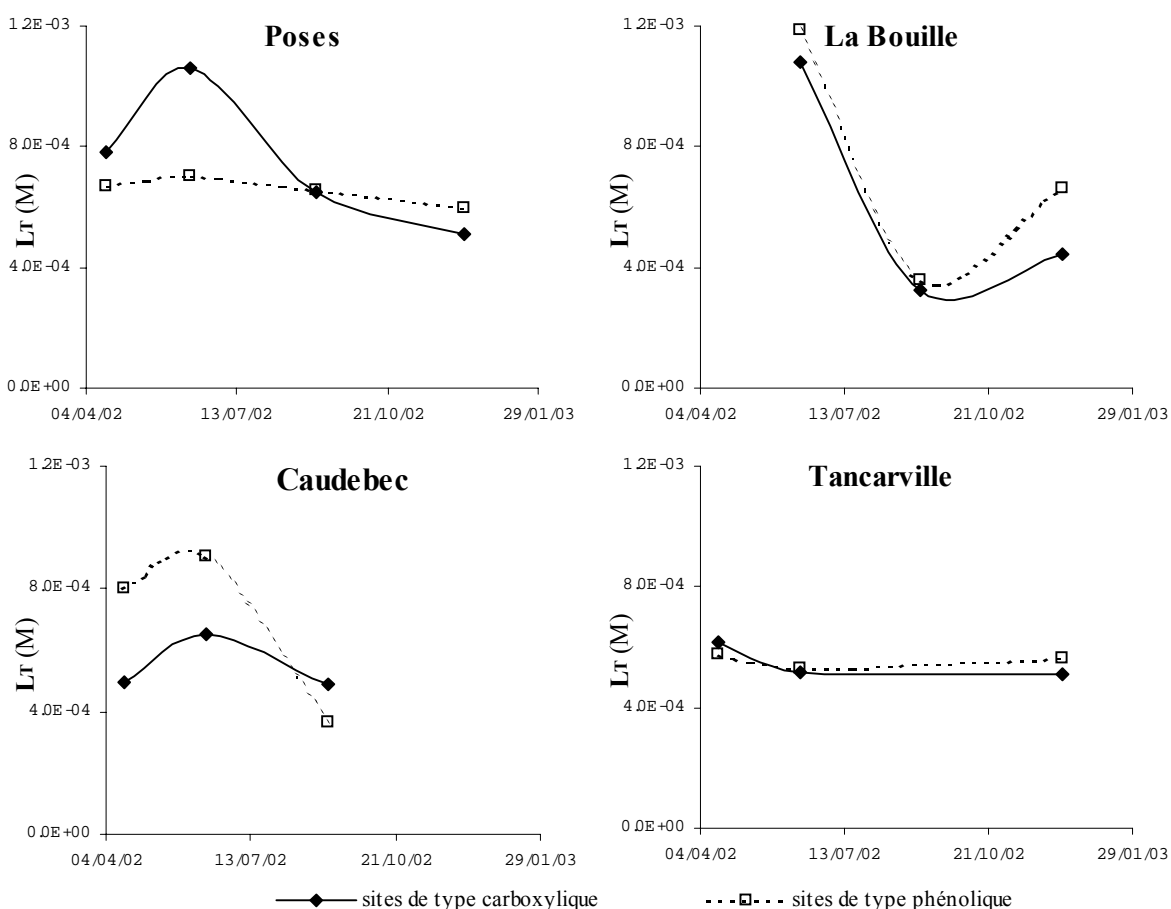 Poses
1.2E-03
8.0E-04
4.0E-04
0.0E+00
LT (M)
04/04/02 13/07/02 21/10/02 29/01/03
La Bouille
1.2E-03
8.0E-04
4.0E-04
0.0E+00
LT (M)
04/04/02 13/07/02 21/10/02 29/01/03
Caudebec
1.2E-03
8.0E-04
4.0E-04
0.0E+00
LT (M)
04/04/02 13/07/02 21/10/02 29/01/03
Tancarville
1.2E-03
8.0E-04
4.0E-04
0.0E+00
LT (M)
04/04/02 13/07/02 21/10/02 29/01/03
sites de type carboxylique
sites de type phénolique